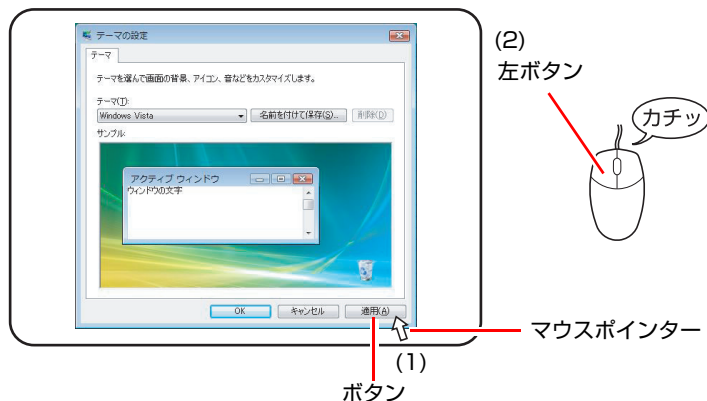 テーマの設定
テーマ
テーマを選んで画面の背景、アイコン、音などをカスタマイズします。
テーマ(T):
Windows Vista
名前を付けて保存(S)...
削除(D)
サンプル:
アクティブ ウィンドウ
ウィンドウの文字
OK
キャンセル
適用(A)
(2)
左ボタン
カチッ
マウスポインター
(1)
ボタン